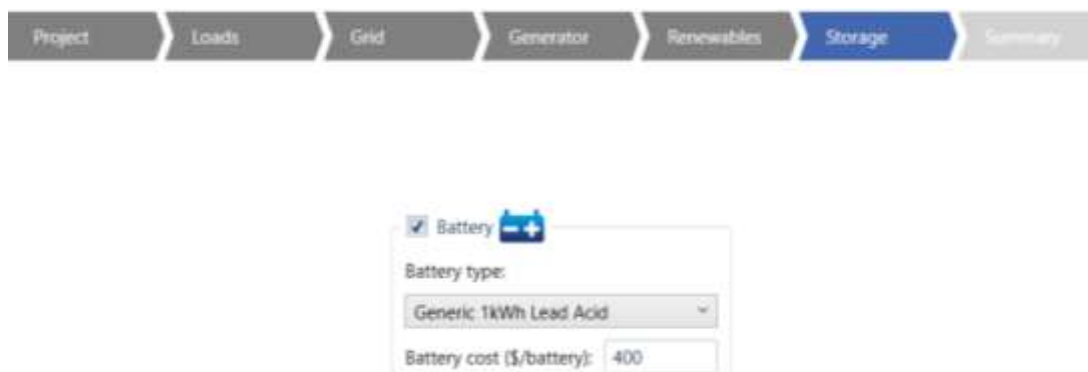 Project Loads Grid Generator Renewables Storage Summary
Battery
Battery type:
Generic 1kWh Lead Acid
Battery cost ($/battery): 400